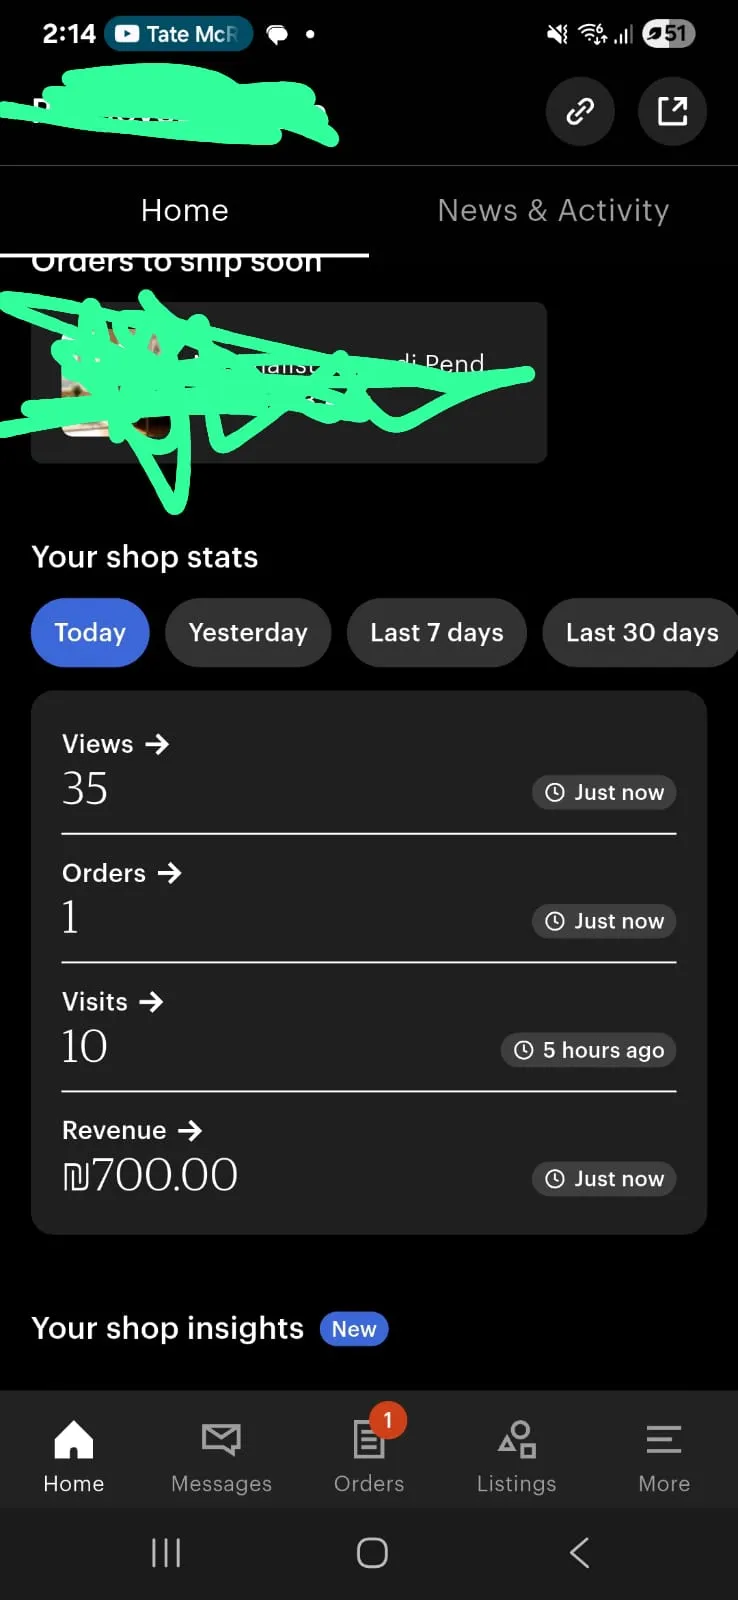 2:14 Tate McR 51
Home News & Activity
Orders to ship soon
Pend
Your shop stats
Today Yesterday Last 7 days Last 30 days
Views →
35 Just now
Orders →
1 Just now
Visits →
10 5 hours ago
Revenue →
₪700.00 Just now
Your shop insights New
1
Home Messages Orders Listings More